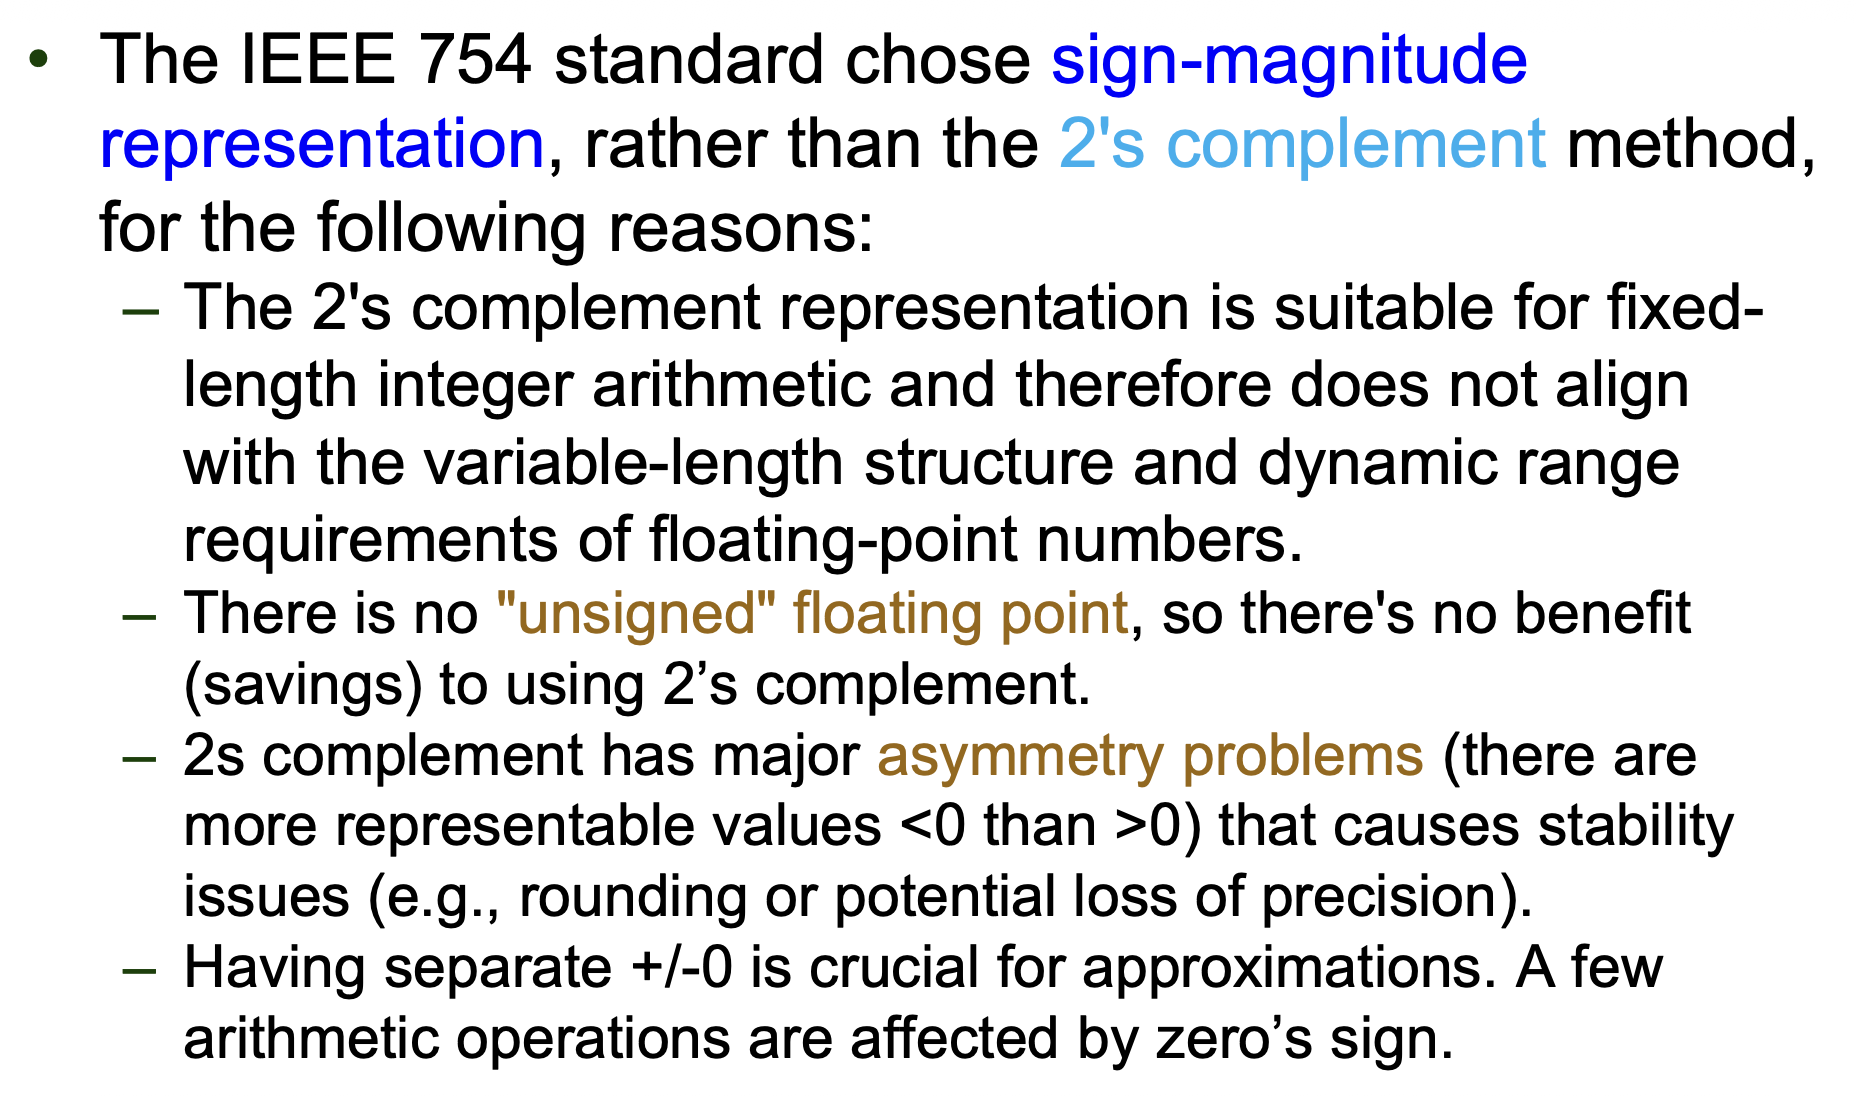 • The IEEE 754 standard chose sign-magnitude
representation, rather than the 2's complement method,
for the following reasons:
– The 2's complement representation is suitable for fixed-
length integer arithmetic and therefore does not align
with the variable-length structure and dynamic range
requirements of floating-point numbers.
– There is no "unsigned" floating point, so there's no benefit
(savings) to using 2’s complement.
– 2s complement has major asymmetry problems (there are
more representable values <0 than >0) that causes stability
issues (e.g., rounding or potential loss of precision).
– Having separate +/-0 is crucial for approximations. A few
arithmetic operations are affected by zero’s sign.